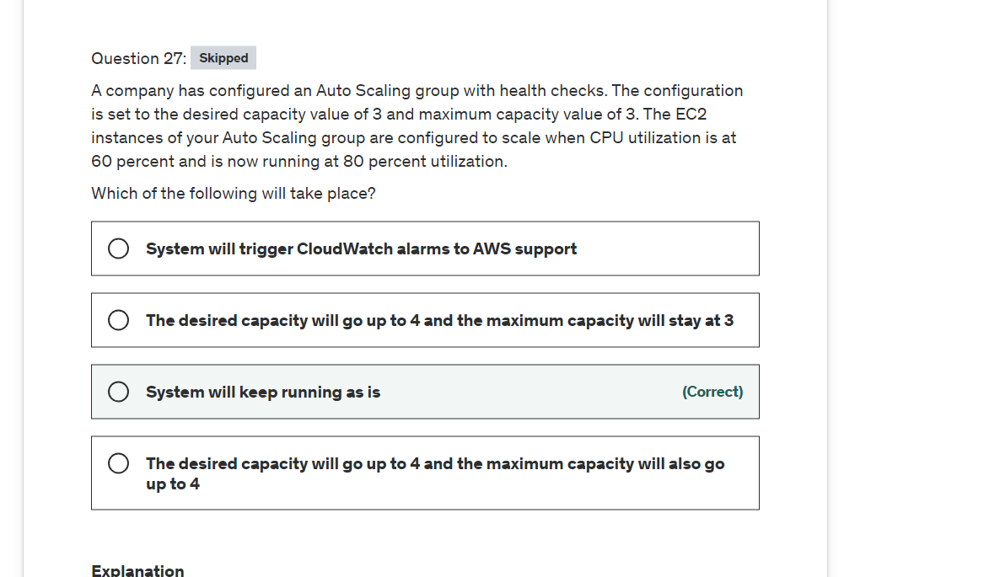 Question 27: Skipped
A company has configured an Auto Scaling group with health checks. The configuration
is set to the desired capacity value of 3 and maximum capacity value of 3. The EC2
instances of your Auto Scaling group are configured to scale when CPU utilization is at
60 percent and is now running at 80 percent utilization.
Which of the following will take place?
System will trigger CloudWatch alarms to AWS support
The desired capacity will go up to 4 and the maximum capacity will stay at 3
System will keep running as is (Correct)
The desired capacity will go up to 4 and the maximum capacity will also go
up to 4
Explanation